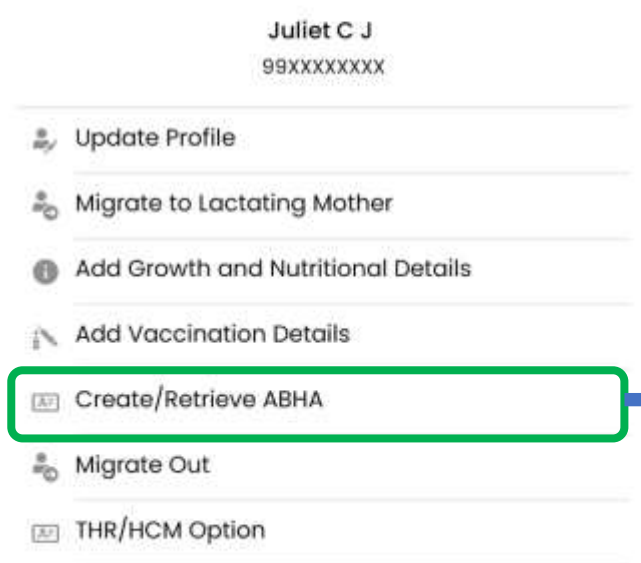 Juliet C J
99XXXXXXXX
Update Profile
Migrate to Lactating Mother
Add Growth and Nutritional Details
Add Vaccination Details
Create/Retrieve ABHA
Migrate Out
THR/HCM Option